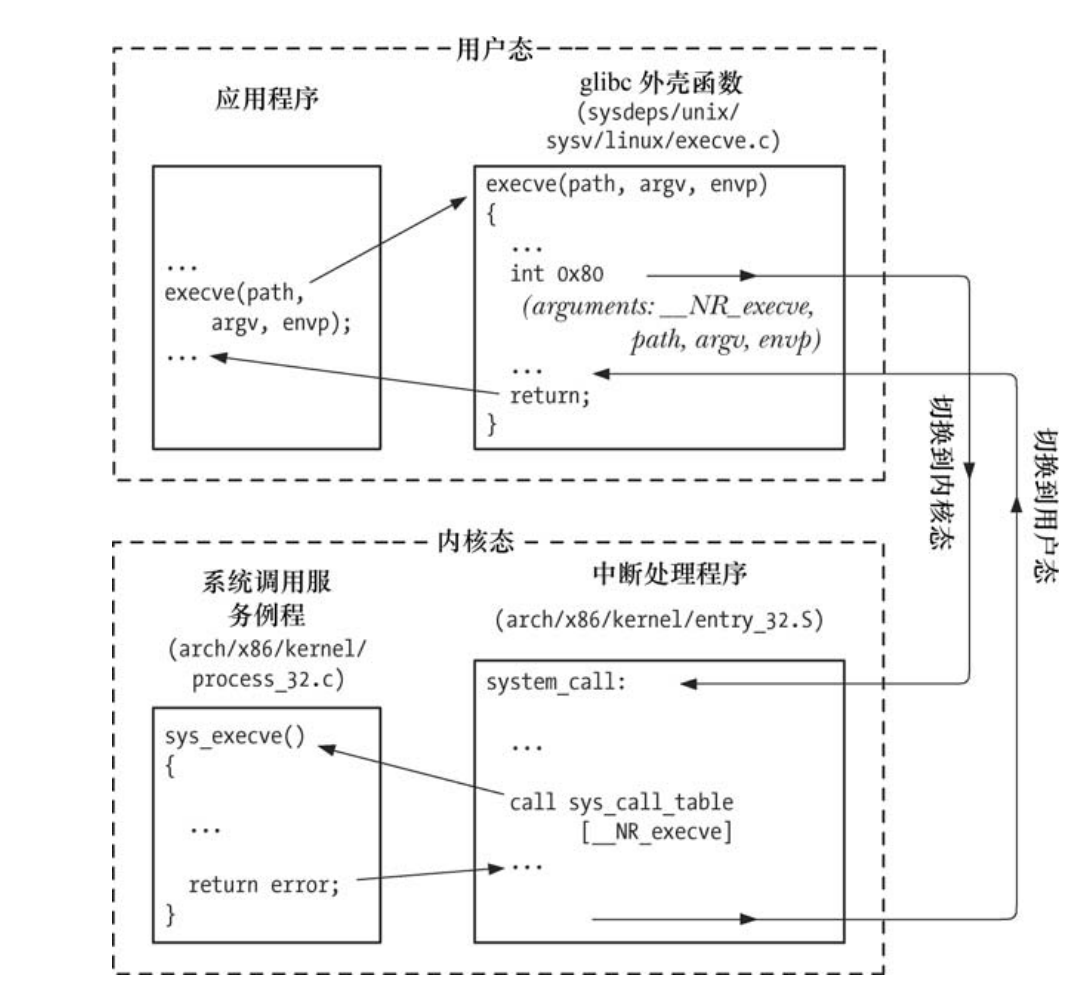 用户态
应用程序
...
execve(path,
argv, envp);
...
glibc 外壳函数
(sysdeps/unix/
sysv/linux/execve.c)
execve(path, argv, envp)
{
...
int 0x80
(arguments: __NR_execve,
path, argv, envp)
...
return;
}
切换到内核态
切换到用户态
内核态
系统调用服
务例程
(arch/x86/kernel/
process_32.c)
sys_execve()
{
...
return error;
}
中断处理程序
(arch/x86/kernel/entry_32.S)
system_call:
...
call sys_call_table
[__NR_execve]
...